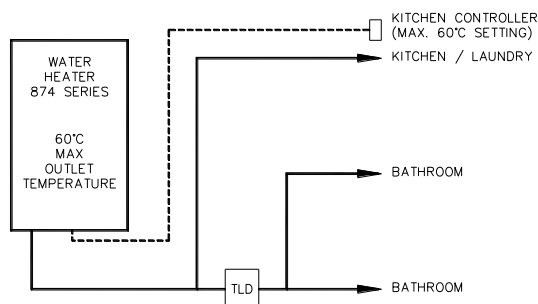 WATER
HEATER
874 SERIES
60°C
MAX
OUTLET
TEMPERATURE
KITCHEN CONTROLLER
(MAX. 60°C SETTING)
KITCHEN / LAUNDRY
BATHROOM
TLD
BATHROOM